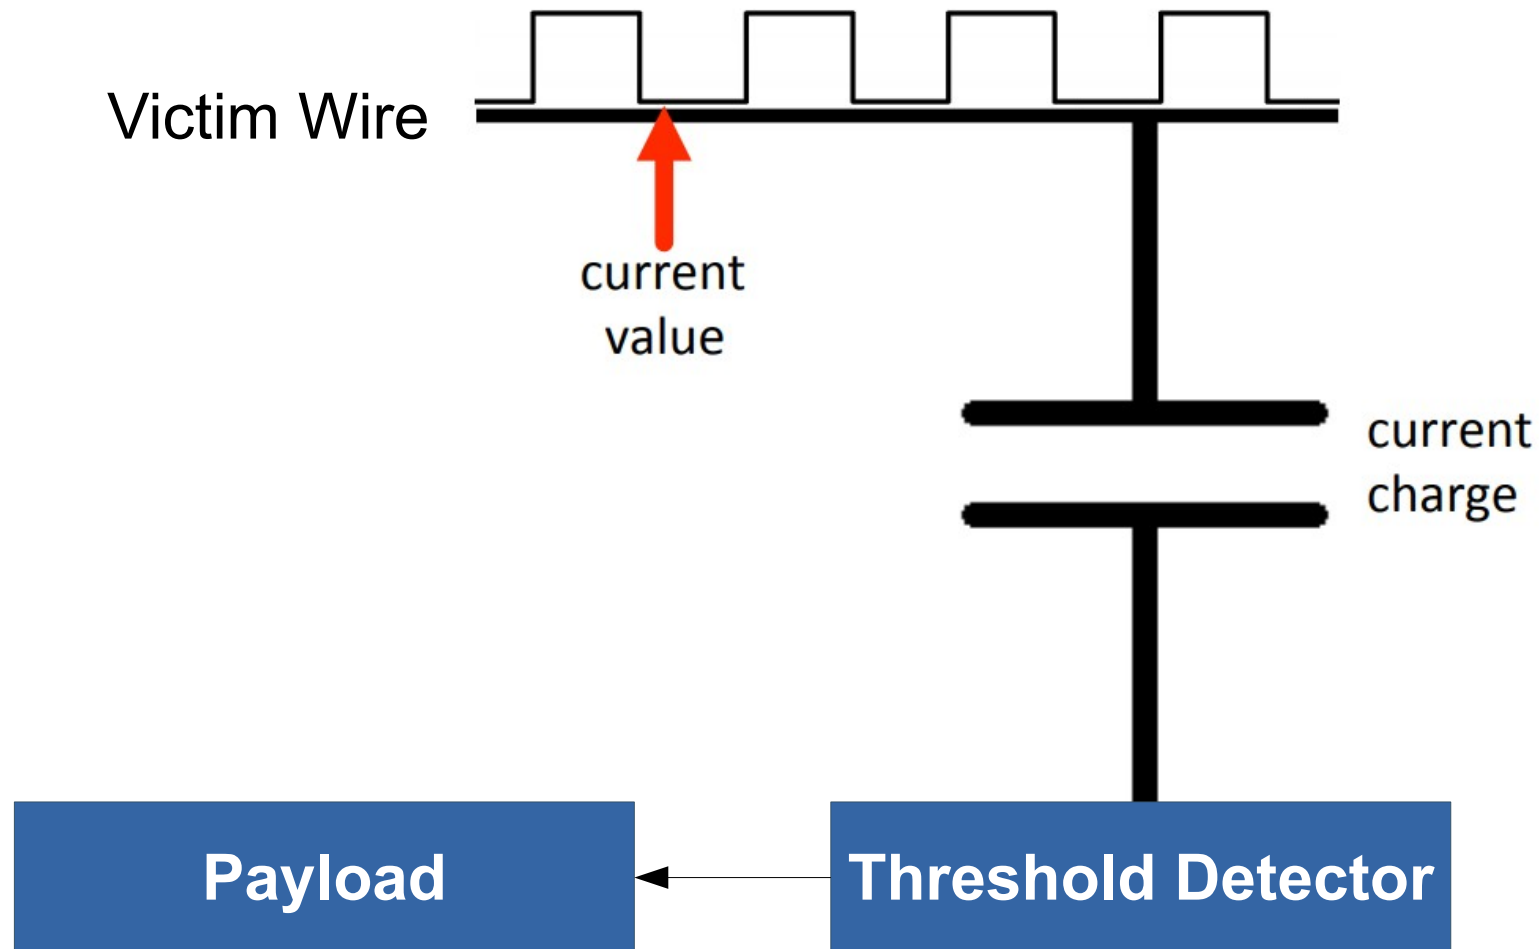 Victim Wire
current
value
current
charge
Payload
Threshold Detector